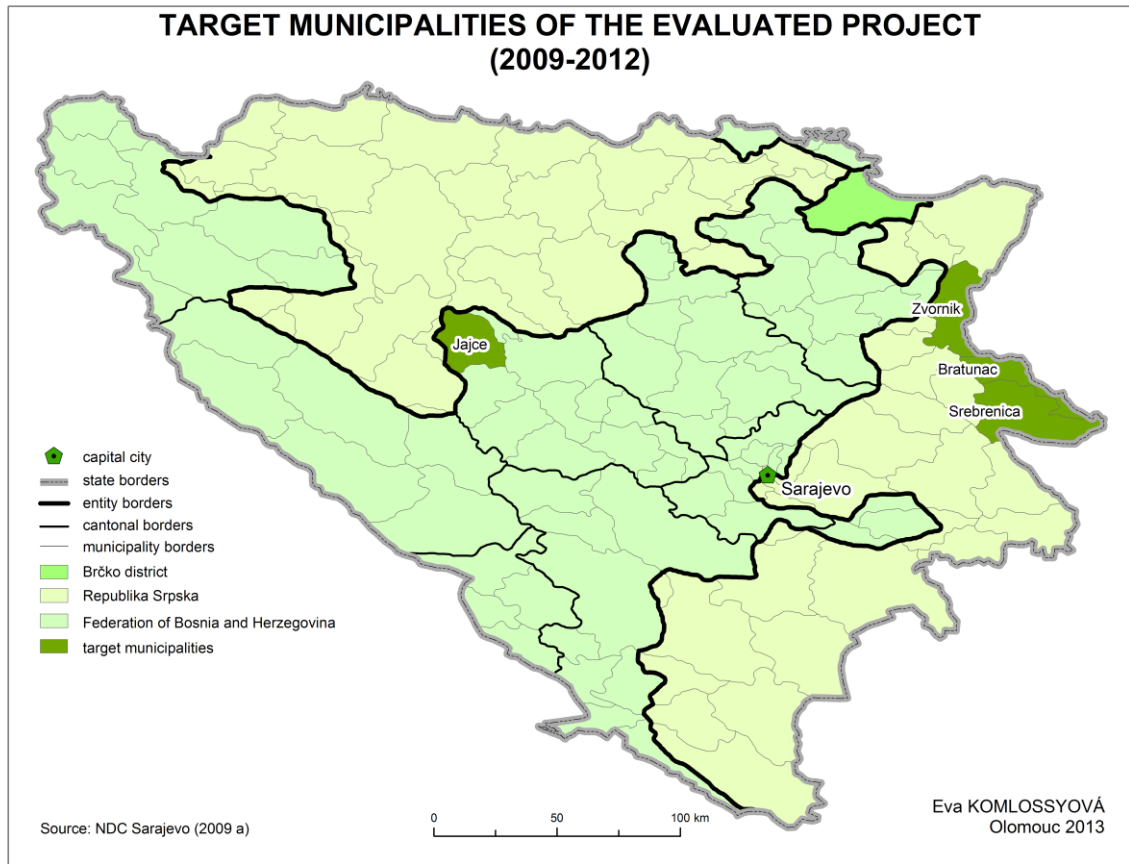 TARGET MUNICIPALITIES OF THE EVALUATED PROJECT
(2009-2012)
Zvornik
Jajce
Bratunac
Srebrenica
Sarajevo
capital city
state borders
entity borders
cantonal borders
municipality borders
Brčko district
Republika Srpska
Federation of Bosnia and Herzegovina
target municipalities
Source: NDC Sarajevo (2009 a)
0 50 100 km
Eva KOMLOSSYOVÁ
Olomouc 2013